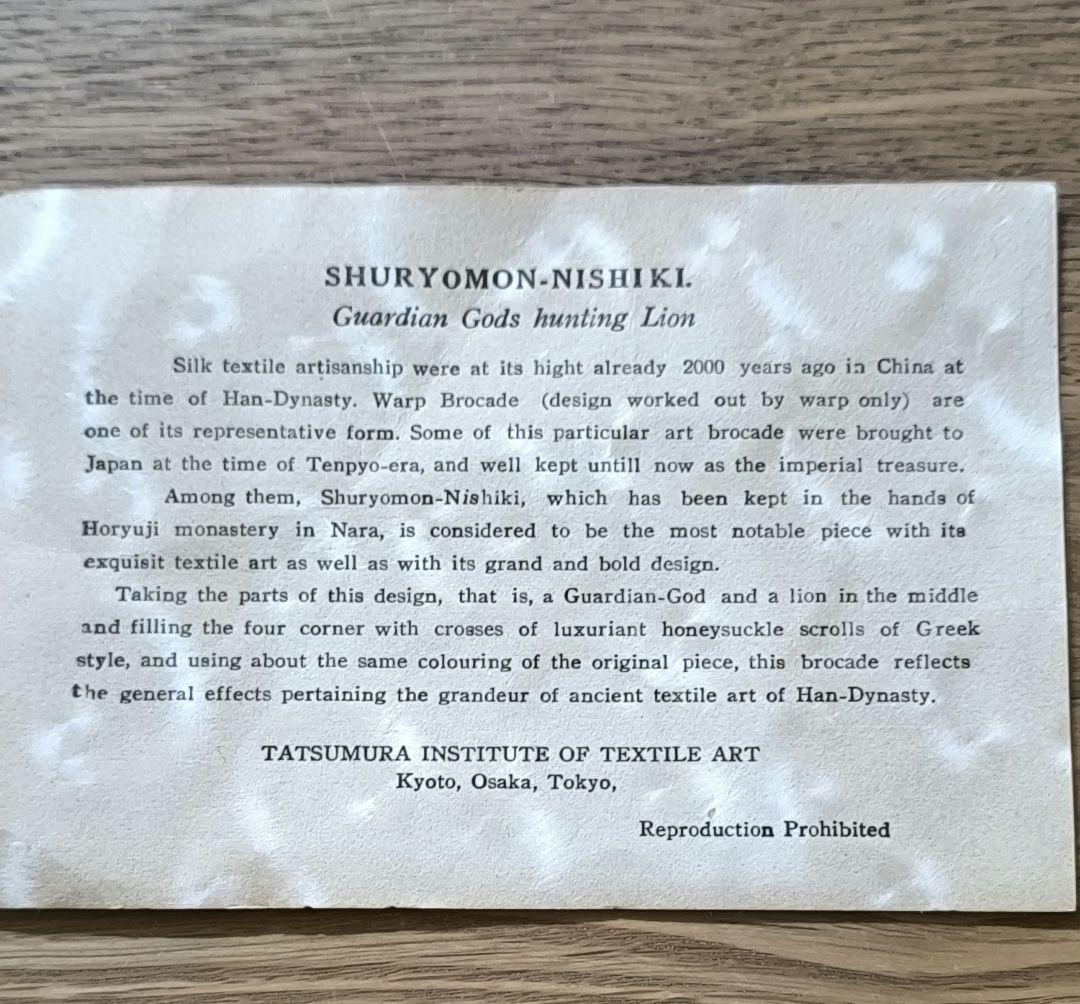 SHURYOMON-NISHIKI.
Guardian Gods hunting Lion
Silk textile artisanship were at its hight already 2000 years ago in China at
the time of Han-Dynasty. Warp Brocade (design worked out by warp only) are
one of its representative form. Some of this particular art brocade were brought to
Japan at the time of Tenpyo-era, and well kept untill now as the imperial treasure.
Among them, Shuryomon-Nishiki, which has been kept in the hands of
Horyuji monastery in Nara, is considered to be the most notable piece with its
exquisit textile art as well as with its grand and bold design.
Taking the parts of this design, that is, a Guardian-God and a lion in the middle
and filling the four corner with crosses of luxuriant honeysuckle scrolls of Greek
style, and using about the same colouring of the original piece, this brocade reflects
the general effects pertaining the grandeur of ancient textile art of Han-Dynasty.
TATSUMURA INSTITUTE OF TEXTILE ART
Kyoto, Osaka, Tokyo,
Reproduction Prohibited